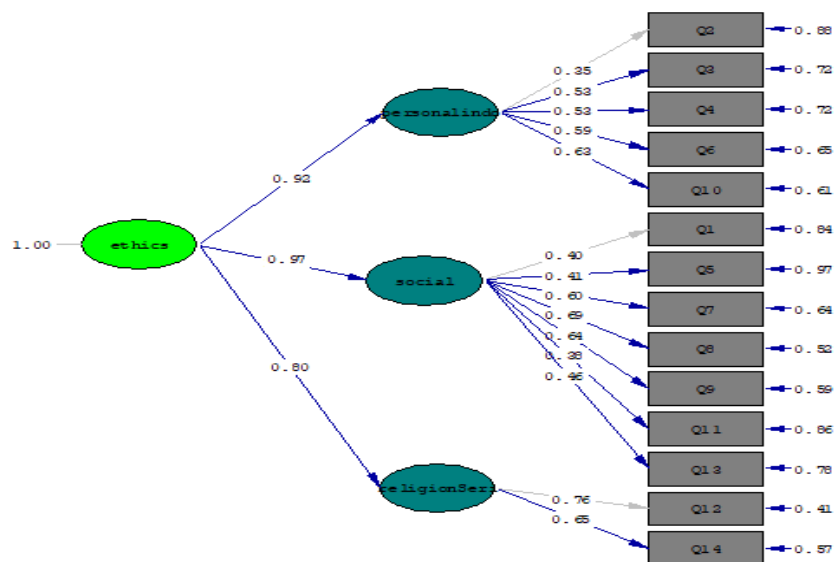 Q2
0.88
0.35
Q3
0.72
0.53
Q4
0.72
0.53
Q6
0.65
0.59
Q10
0.61
0.63
personalindo
0.92
1.00
ethics
0.97
social
0.80
Q1
0.84
0.40
Q5
0.97
0.41
Q7
0.64
0.60
Q8
0.52
0.69
Q9
0.59
0.64
Q11
0.86
0.38
Q13
0.78
0.46
religionSeri
Q12
0.41
0.76
Q14
0.57
0.65